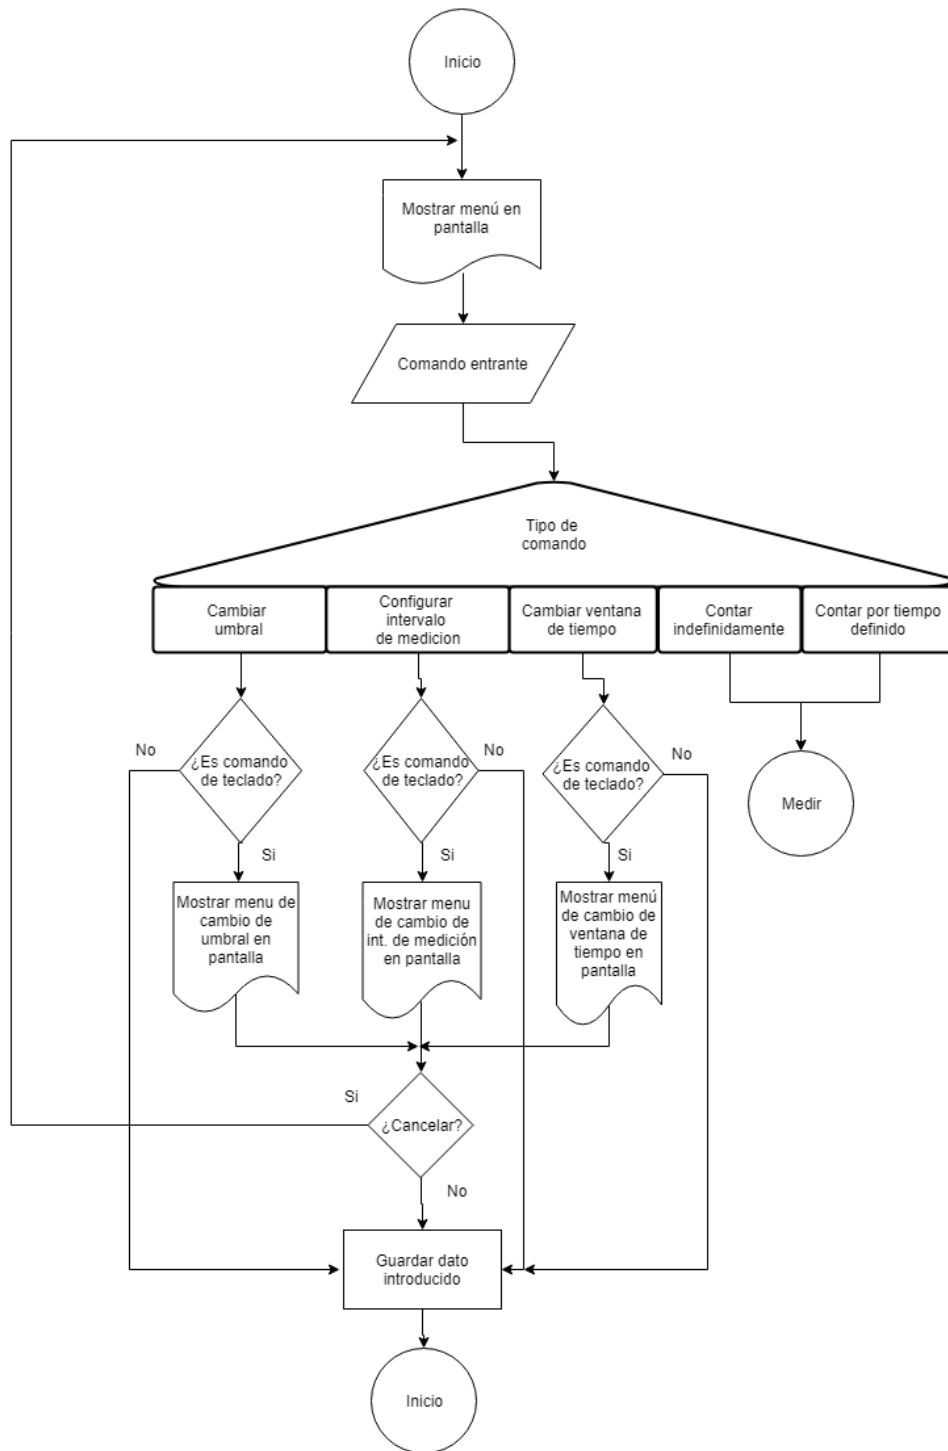 Inicio
Mostrar menú en
pantalla
Comando entrante
Tipo de
comando
Cambiar
umbral
Configurar
intervalo
de medicion
Cambiar ventana
de tiempo
Contar
indefinidamente
Contar por tiempo
definido
No
¿Es comando
de teclado?
Si
No
¿Es comando
de teclado?
Si
No
¿Es comando
de teclado?
Si
Medir
Mostrar menu de
cambio de
umbral en
pantalla
Mostrar menu
de cambio de
int. de medición
en pantalla
Mostrar menú
de cambio de
ventana de
tiempo en
pantalla
Si
¿Cancelar?
No
Guardar dato
introducido
Inicio